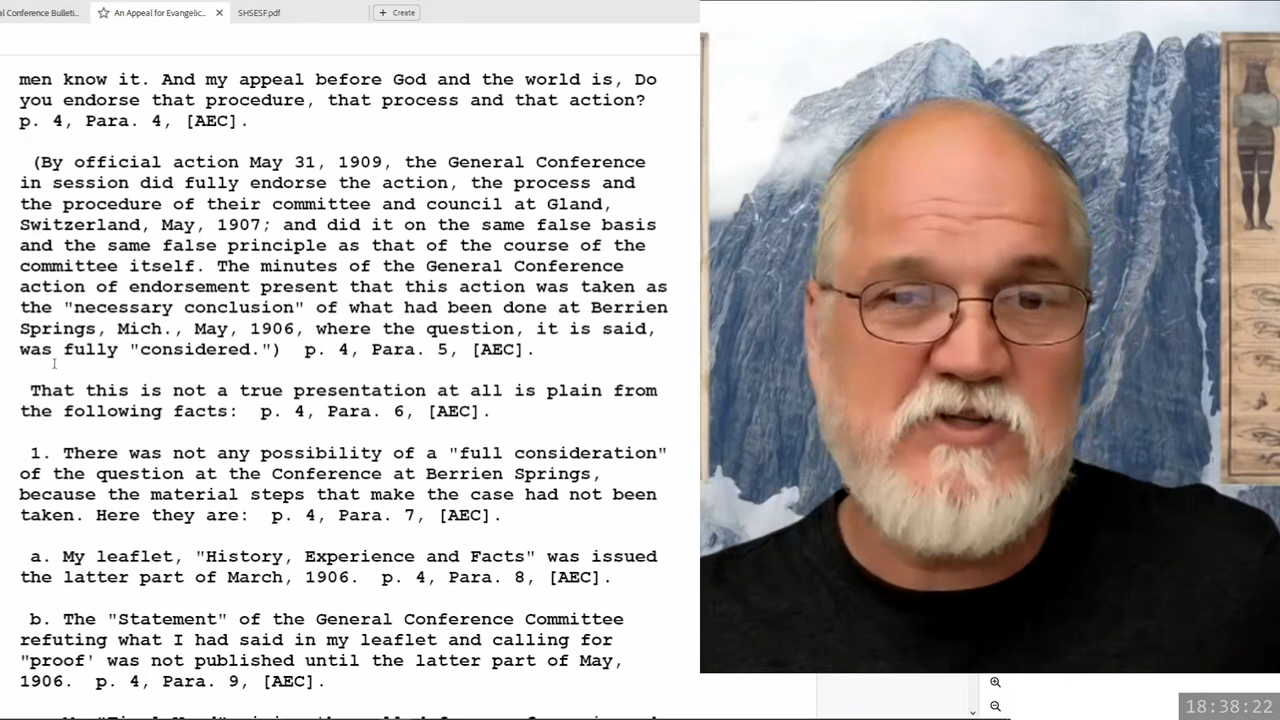 al Conference Bulleti...
An Appeal for Evangelic...
SHSESF.pdf
Create
men know it. And my appeal before God and the world is, Do
you endorse that procedure, that process and that action?
p. 4, Para. 4, [AEC].
(By official action May 31, 1909, the General Conference
in session did fully endorse the action, the process and
the procedure of their committee and council at Gland,
Switzerland, May, 1907; and did it on the same false basis
and the same false principle as that of the course of the
committee itself. The minutes of the General Conference
action of endorsement present that this action was taken as
the "necessary conclusion" of what had been done at Berrien
Springs, Mich., May, 1906, where the question, it is said,
was fully "considered.")  p. 4, Para. 5, [AEC].
That this is not a true presentation at all is plain from
the following facts:  p. 4, Para. 6, [AEC].
1. There was not any possibility of a "full consideration"
of the question at the Conference at Berrien Springs,
because the material steps that make the case had not been
taken. Here they are:  p. 4, Para. 7, [AEC].
a. My leaflet, "History, Experience and Facts" was issued
the latter part of March, 1906.  p. 4, Para. 8, [AEC].
b. The "Statement" of the General Conference Committee
refuting what I had said in my leaflet and calling for
"proof' was not published until the latter part of May,
1906.  p. 4, Para. 9, [AEC].
18:38:22